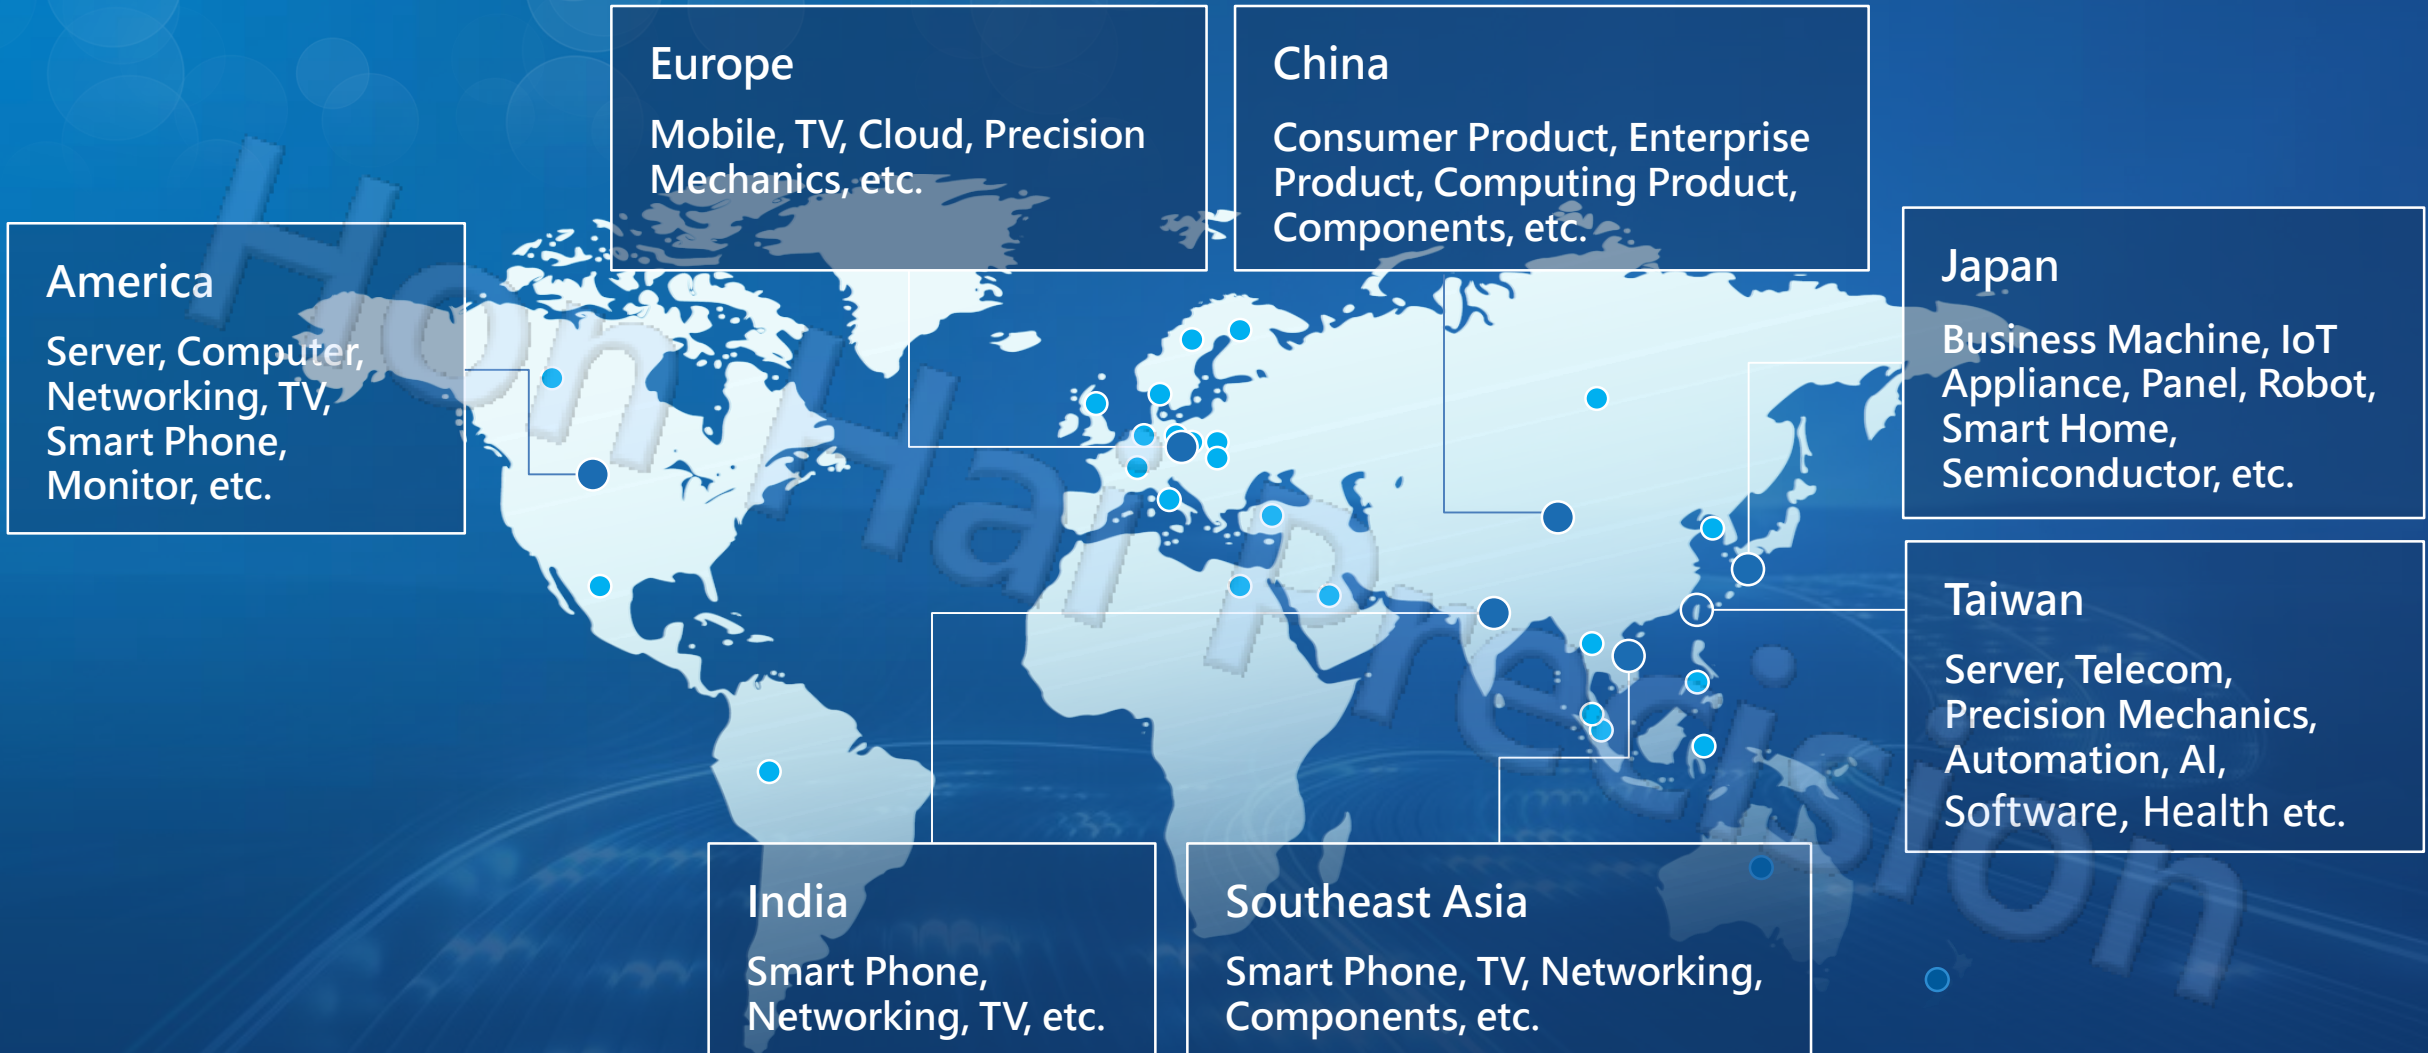 Europe
Mobile, TV, Cloud, Precision
Mechanics, etc.
China
Consumer Product, Enterprise
Product, Computing Product,
Components, etc.
America
Server, Computer,
Networking, TV,
Smart Phone,
Monitor, etc.
Japan
Business Machine, IoT
Appliance, Panel, Robot,
Smart Home,
Semiconductor, etc.
Taiwan
Server, Telecom,
Precision Mechanics,
Automation, AI,
Software, Health etc.
India
Smart Phone,
Networking, TV, etc.
Southeast Asia
Smart Phone, TV, Networking,
Components, etc.
Hon Hai Precision